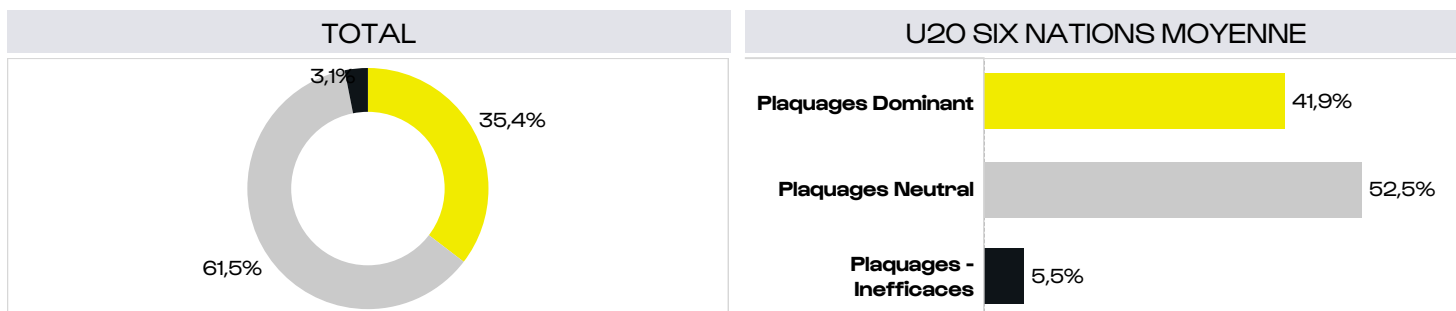 TOTAL
3,1%
35,4%
61,5%
U20 SIX NATIONS MOYENNE
Plaquages Dominant
41,9%
Plaquages Neutral
52,5%
Plaquages -
Inefficaces
5,5%